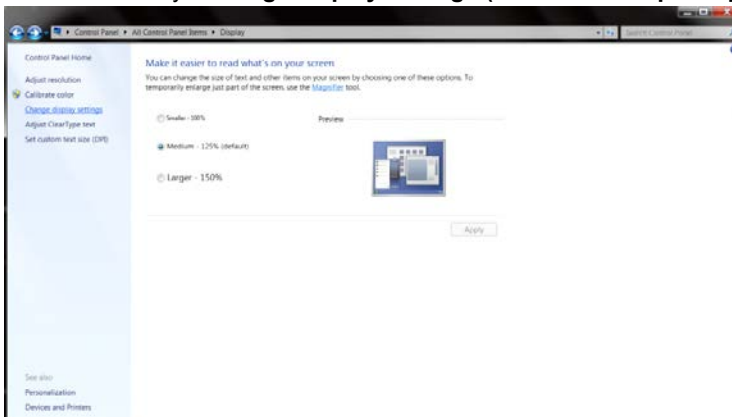 Control Panel ▸ All Control Panel Items ▸ Display
Search Control Panel
Control Panel Home
Adjust resolution
Calibrate color
Change display settings
Adjust ClearType text
Set custom text size (DPI)
See also
Personalization
Devices and Printers
Make it easier to read what's on your screen
You can change the size of text and other items on your screen by choosing one of these options. To
temporarily enlarge just part of the screen, use the Magnifier tool.
Smaller - 100%
Preview
Medium - 125% (default)
Larger - 150%
Apply